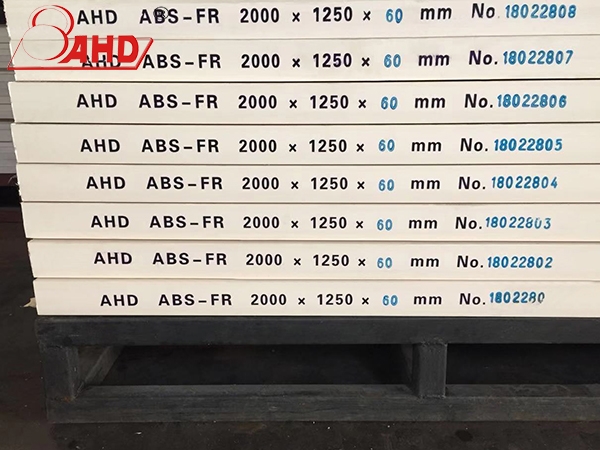 AHD ABS-FR 2000 × 1250 × 60 mm No. 18022808
AHD®
AHD ABS-FR 2000 × 1250 × 60 mm No. 18022807
AHD ABS-FR 2000 × 1250 × 60 mm No. 18022806
AHD ABS-FR 2000 × 1250 × 60 mm No. 18022805
AHD ABS-FR 2000 × 1250 × 60 mm No. 18022804
AHD ABS-FR 2000 × 1250 × 60 mm No. 18022803
AHD ABS-FR 2000 × 1250 × 60 mm No. 18022802
AHD ABS-FR 2000 × 1250 × 60 mm No. 1802280